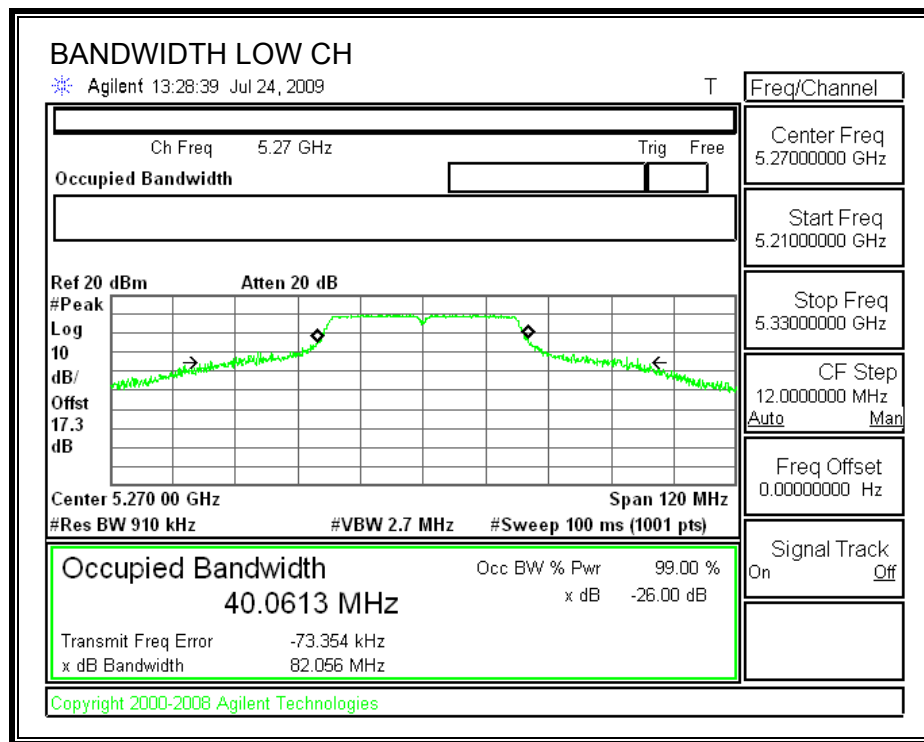 BANDWIDTH LOW CH
Agilent 13:28:39 Jul 24, 2009 T
Freq/Channel
Ch Freq 5.27 GHz Trig Free
Occupied Bandwidth
Center Freq
5.27000000 GHz
Start Freq
5.21000000 GHz
Stop Freq
5.33000000 GHz
CF Step
12.0000000 MHz
Auto Man
Freq Offset
0.00000000 Hz
Signal Track
On Off
Ref 20 dBm Atten 20 dB
#Peak
Log
10
dB/
Offst
17.3
dB
Center 5.270 00 GHz Span 120 MHz
#Res BW 910 kHz #VBW 2.7 MHz #Sweep 100 ms (1001 pts)
Occupied Bandwidth Occ BW % Pwr 99.00 %
40.0613 MHz x dB -26.00 dB
Transmit Freq Error -73.354 kHz
x dB Bandwidth 82.056 MHz
Copyright 2000-2008 Agilent Technologies